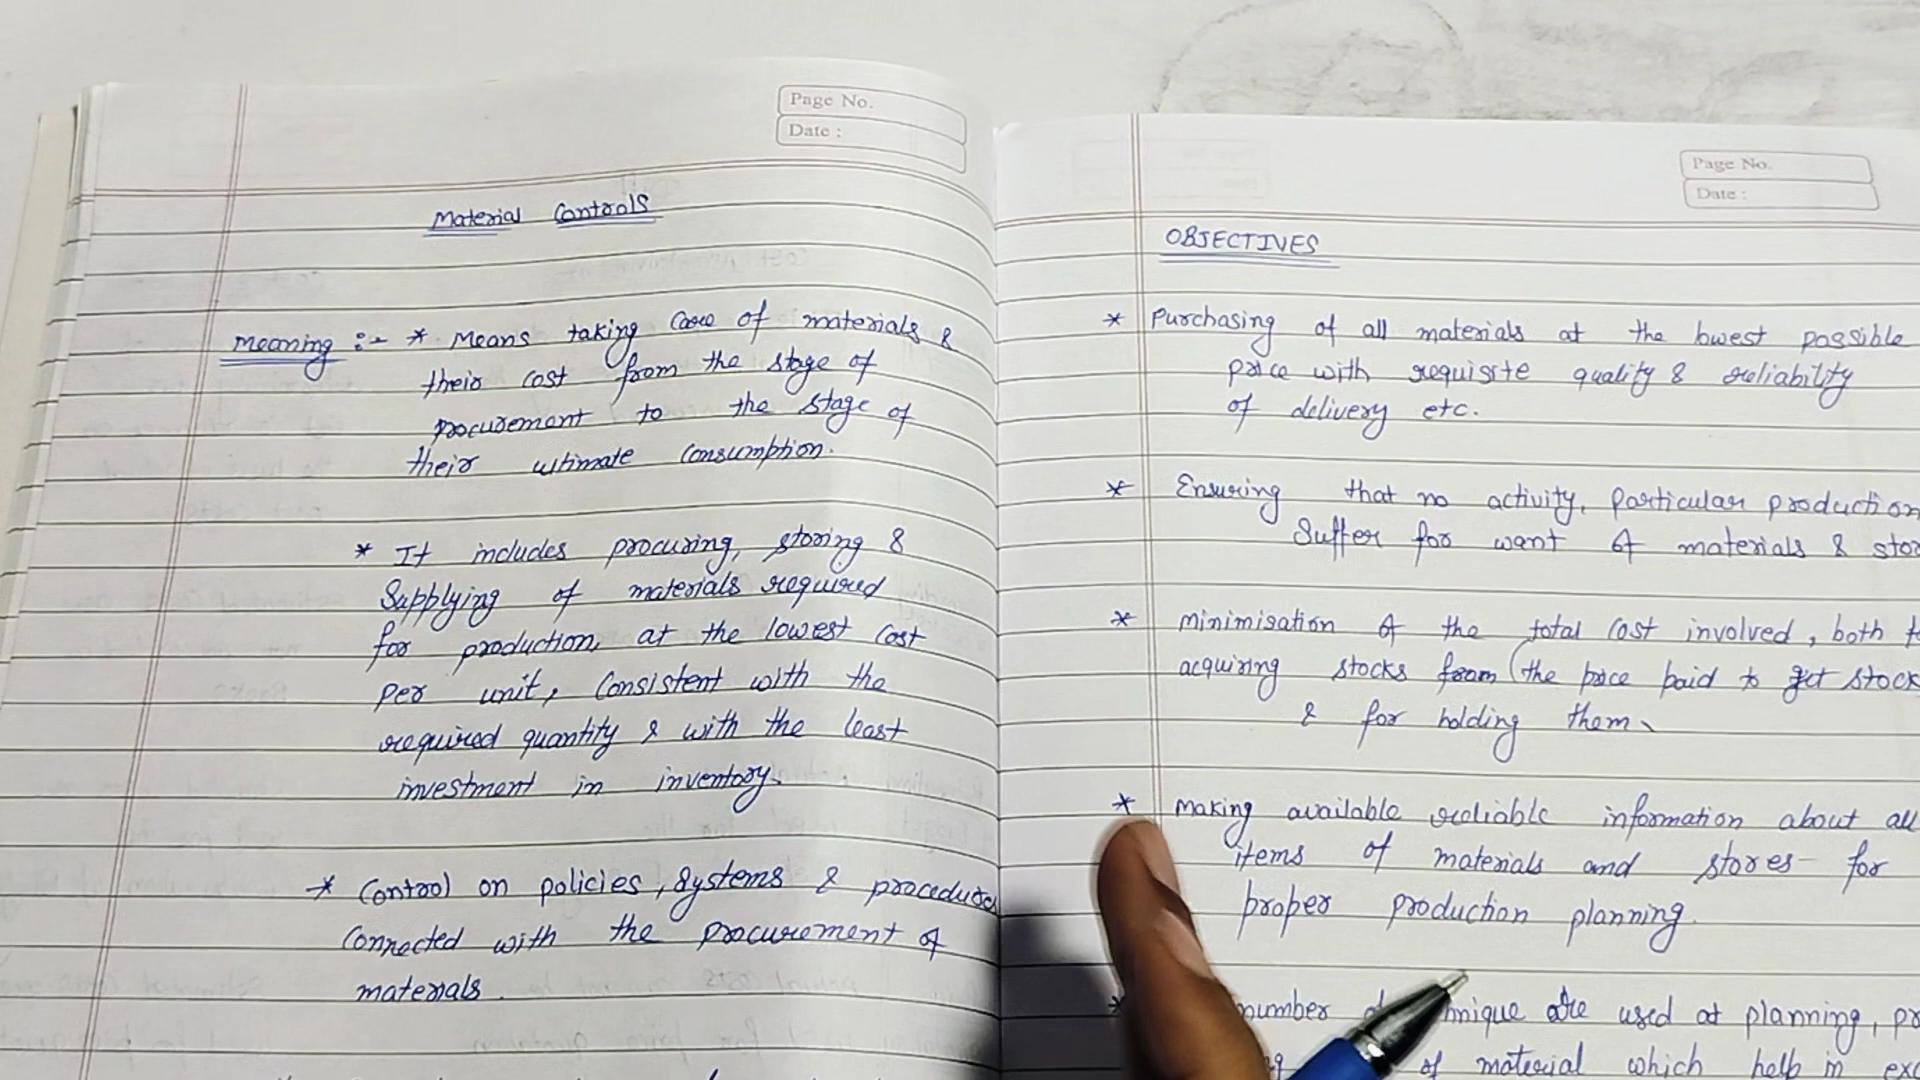 Page No.
Date :
Material Controls
Meaning :- * Means taking Care of materials &
their cost from the stage of
procurement to the stage of
their ultimate Consumption.
* It includes procuring, storing &
Supplying of materials required
for production, at the lowest Cost
per unit, Consistent with the
required quantity & with the least
investment in inventory.
* Control on policies, Systems & procedures
Connected with the procurement of
materials.
Page No.
Date :
OBJECTIVES
* Purchasing of all materials at the lowest possible
price with requisite quality & reliability
of delivery etc.
* Ensuring that no activity, particular production
Suffer for want of materials & stor
* minimisation of the total Cost involved, both
acquiring stocks from (the price paid to get stock
& for holding them.
* Making available reliable information about all
items of materials and stores for
proper production planning.
* number used at planning,
of material which help in